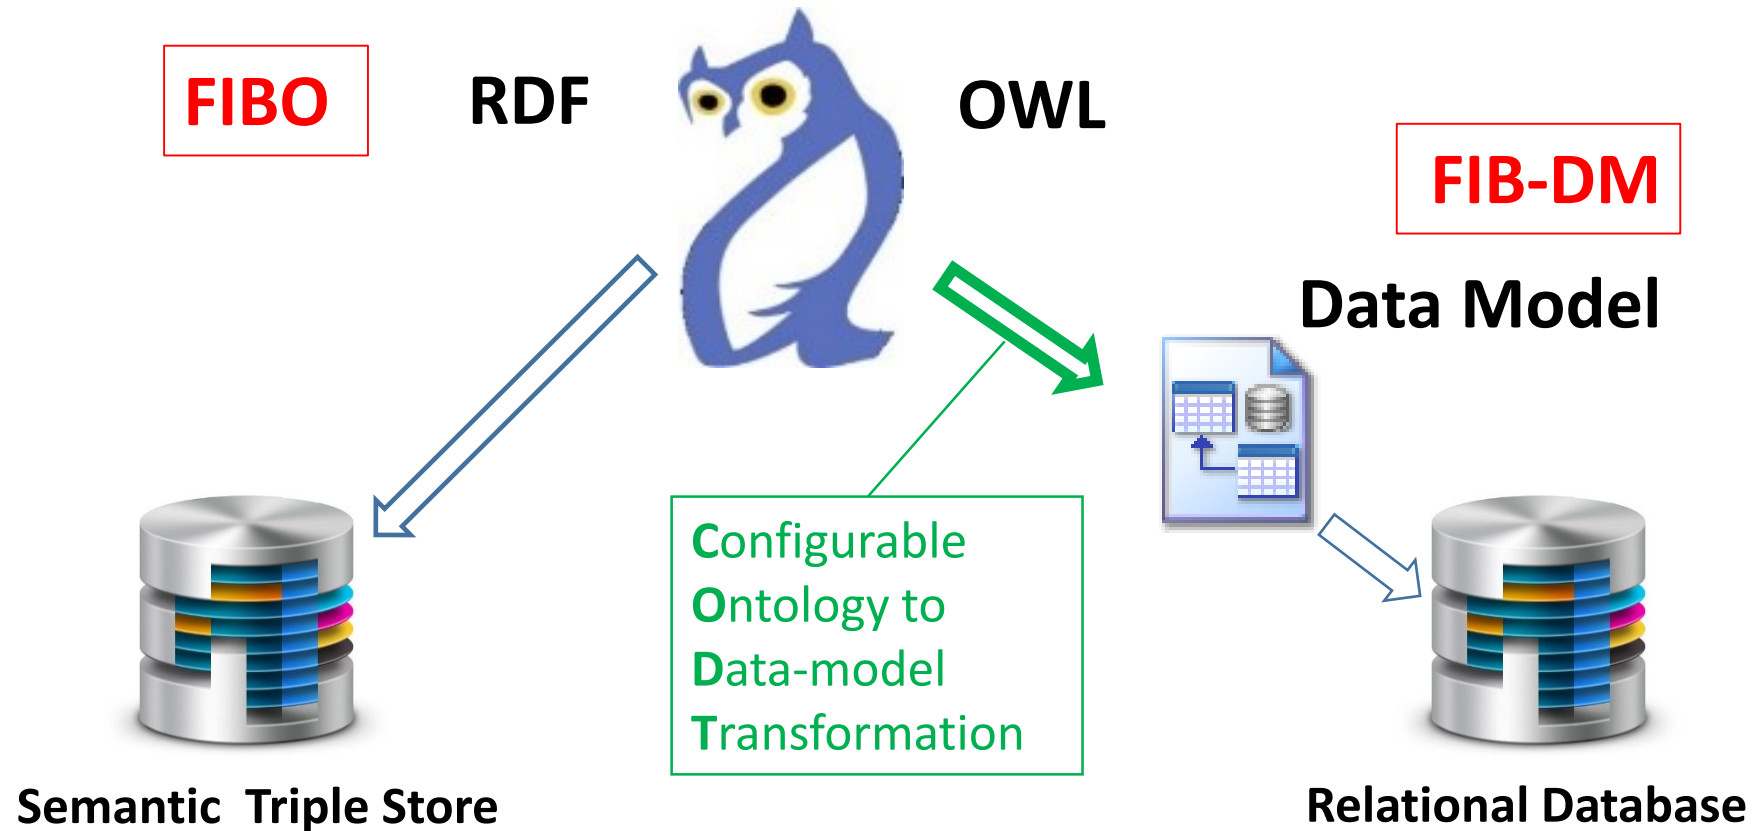 FIBO
RDF
OWL
FIB-DM
Data Model
Configurable
Ontology to
Data-model
Transformation
Semantic Triple Store
Relational Database